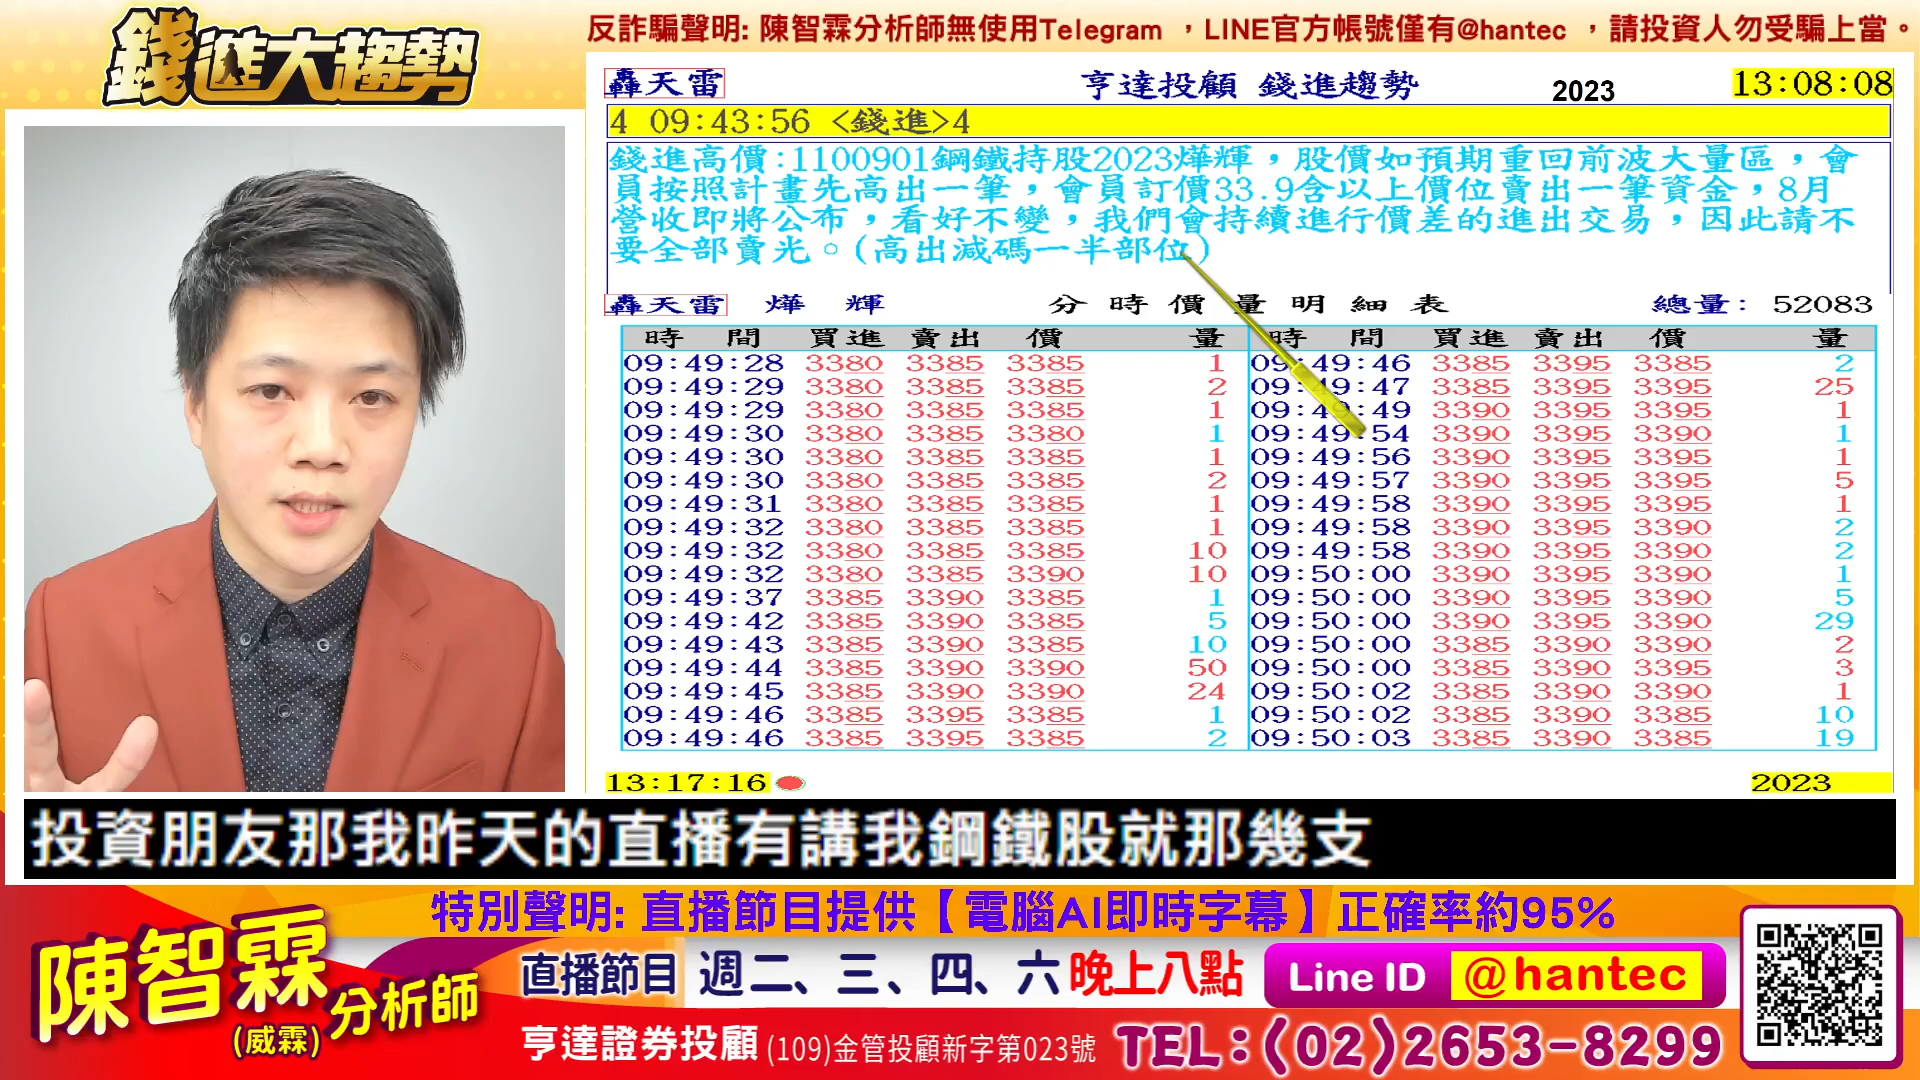 錢進大趨勢
反詐騙聲明: 陳智霖分析師無使用Telegram ，LINE官方帳號僅有@hantec ，請投資人勿受騙上當。
轟天雷 亨達投顧 錢進趨勢 2023 13:08:08
4 09:43:56 <錢進>4
錢進高價:1100901鋼鐵持股2023燁輝，股價如預期重回前波大量區，會
員按照計畫先高出一筆，會員訂價33.9含以上價位賣出一筆資金，8月
營收即將公布，看好不變，我們會持續進行價差的進出交易，因此請不
要全部賣光。(高出減碼一半部位)
轟天雷 燁 輝 分 時 價 量 明 細 表 總量: 52083
時 間 買進 賣出 價 量 時 間 買進 賣出 價 量
09:49:28 3380 3385 3385 1 09:49:46 3385 3395 3385 2
09:49:29 3380 3385 3385 2 09:49:47 3385 3395 3395 25
09:49:29 3380 3385 3385 1 09:49:49 3390 3395 3395 1
09:49:30 3380 3385 3380 1 09:49:54 3390 3395 3390 1
09:49:30 3380 3385 3385 1 09:49:56 3390 3395 3395 1
09:49:30 3380 3385 3385 2 09:49:57 3390 3395 3395 5
09:49:31 3380 3385 3385 1 09:49:58 3390 3395 3395 1
09:49:32 3380 3385 3385 1 09:49:58 3390 3395 3390 2
09:49:32 3380 3385 3385 10 09:49:58 3390 3395 3390 2
09:49:32 3380 3385 3390 10 09:50:00 3390 3395 3390 1
09:49:37 3385 3390 3385 1 09:50:00 3390 3395 3390 5
09:49:42 3385 3390 3385 5 09:50:00 3390 3395 3390 29
09:49:43 3385 3390 3385 10 09:50:00 3385 3390 3390 2
09:49:44 3385 3390 3390 50 09:50:00 3385 3390 3395 3
09:49:45 3385 3390 3390 24 09:50:02 3385 3390 3390 1
09:49:46 3385 3395 3385 1 09:50:02 3385 3390 3385 10
09:49:46 3385 3395 3385 2 09:50:03 3385 3390 3385 19
13:17:16 2023
投資朋友那我昨天的直播有講我鋼鐵股就那幾支
特別聲明: 直播節目提供【電腦AI即時字幕】正確率約95%
陳智霖分析師
(威霖)
直播節目 週二、三、四、六 晚上八點 Line ID @hantec
亨達證券投顧 (109)金管投顧新字第023號 TEL:(02)2653-8299